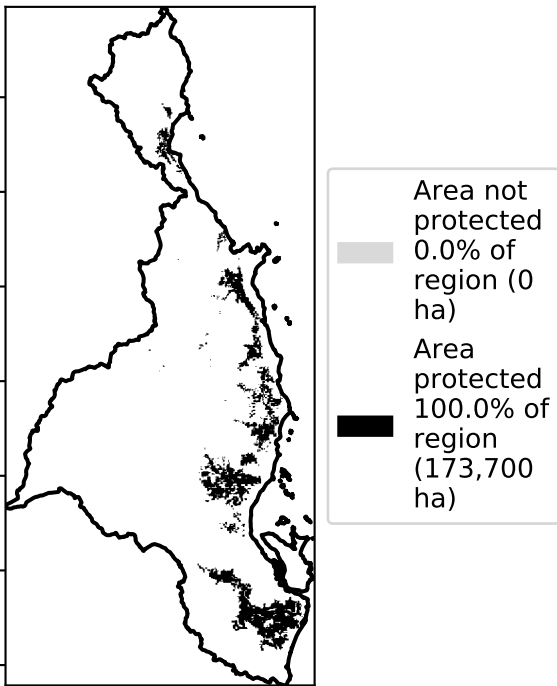 Area not
protected
0.0% of
region (0
ha)
Area
protected
100.0% of
region
(173,700
ha)